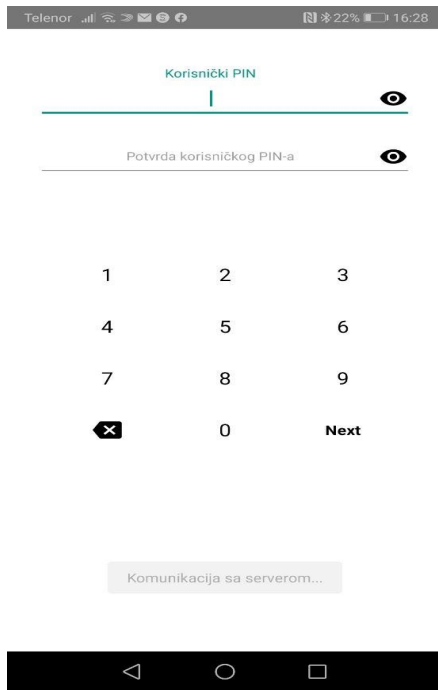 Telenor 22% 16:28
Korisnički PIN
Potvrda korisničkog PIN-a
1 2 3
4 5 6
7 8 9
0 Next
Komunikacija sa serverom...